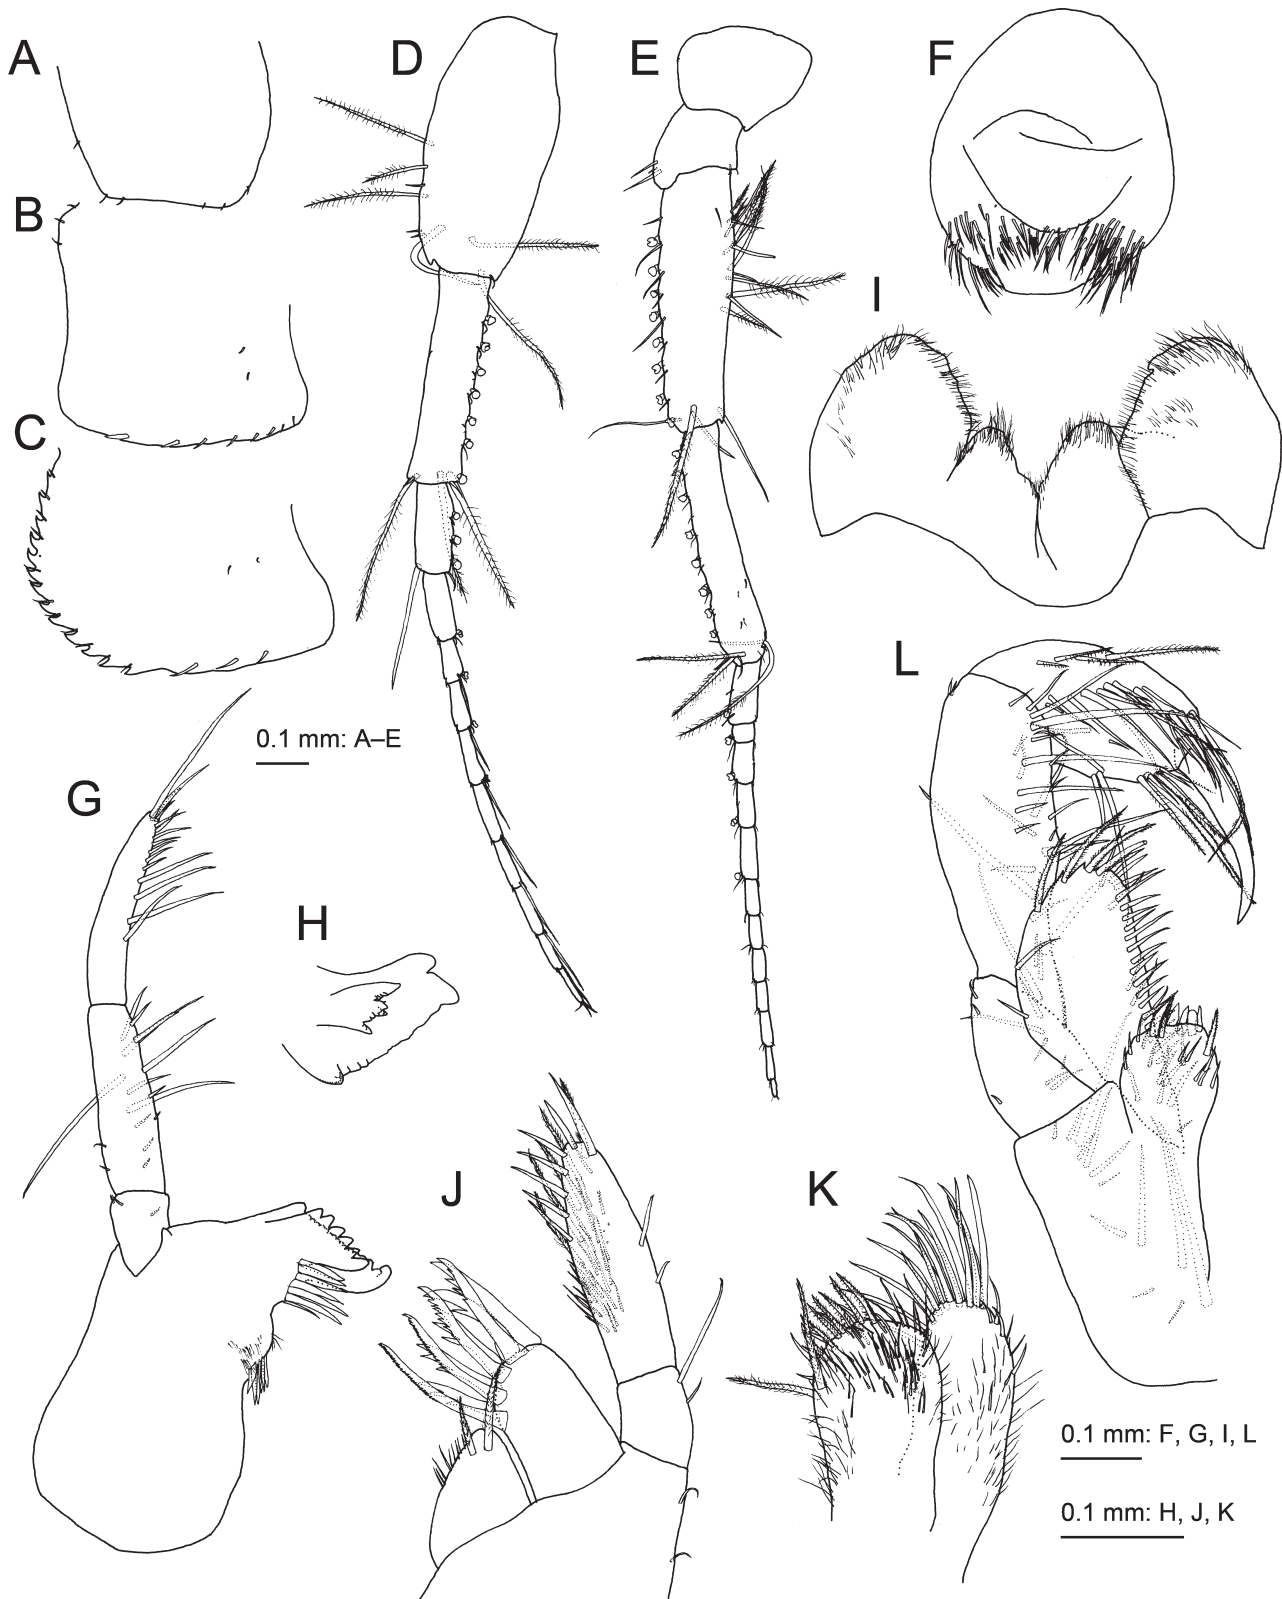 A
D
E
F
B
I
C
L
0.1 mm: A–E
G
H
J
K
0.1 mm: F, G, I, L
0.1 mm: H, J, K